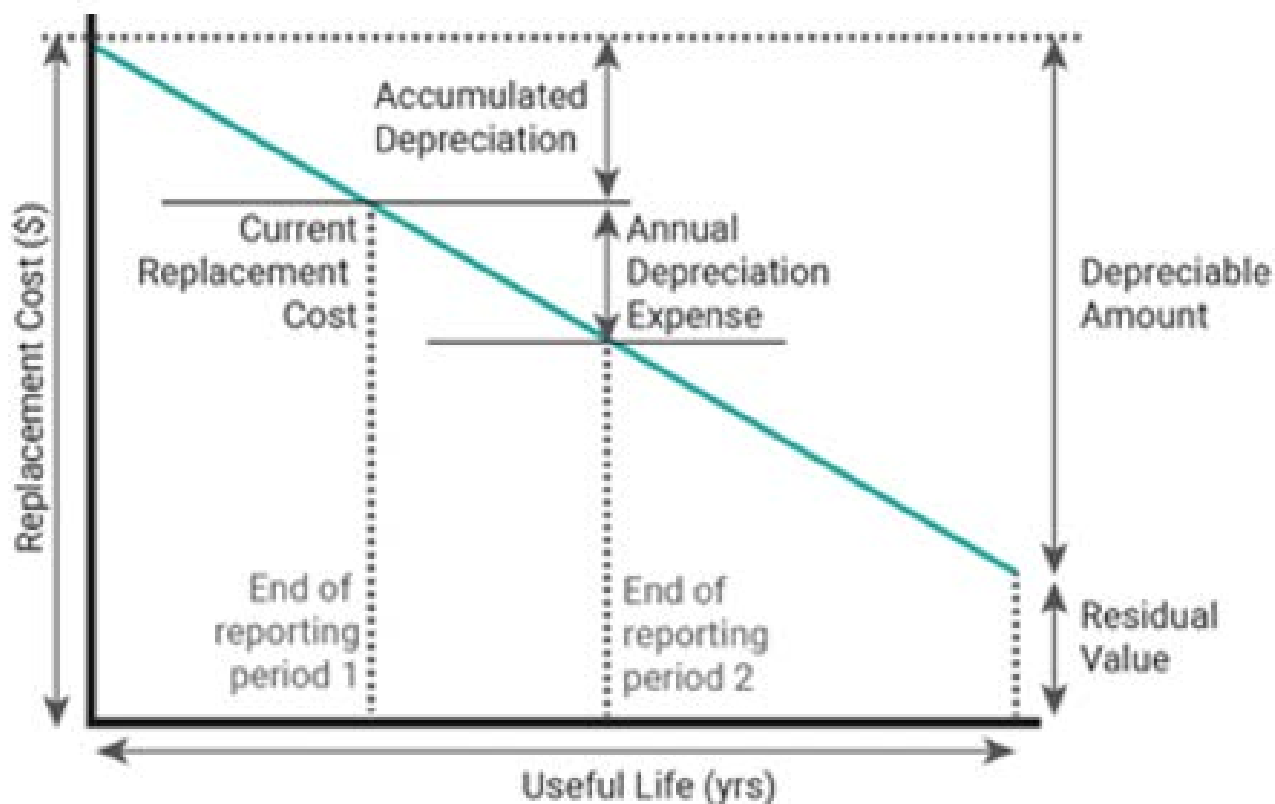 Accumulated
Depreciation
Current
Replacement
Cost
Annual
Depreciation
Expense
Depreciable
Amount
Replacement Cost ($)
End of
reporting
period 1
End of
reporting
period 2
Residual
Value
Useful Life (yrs)